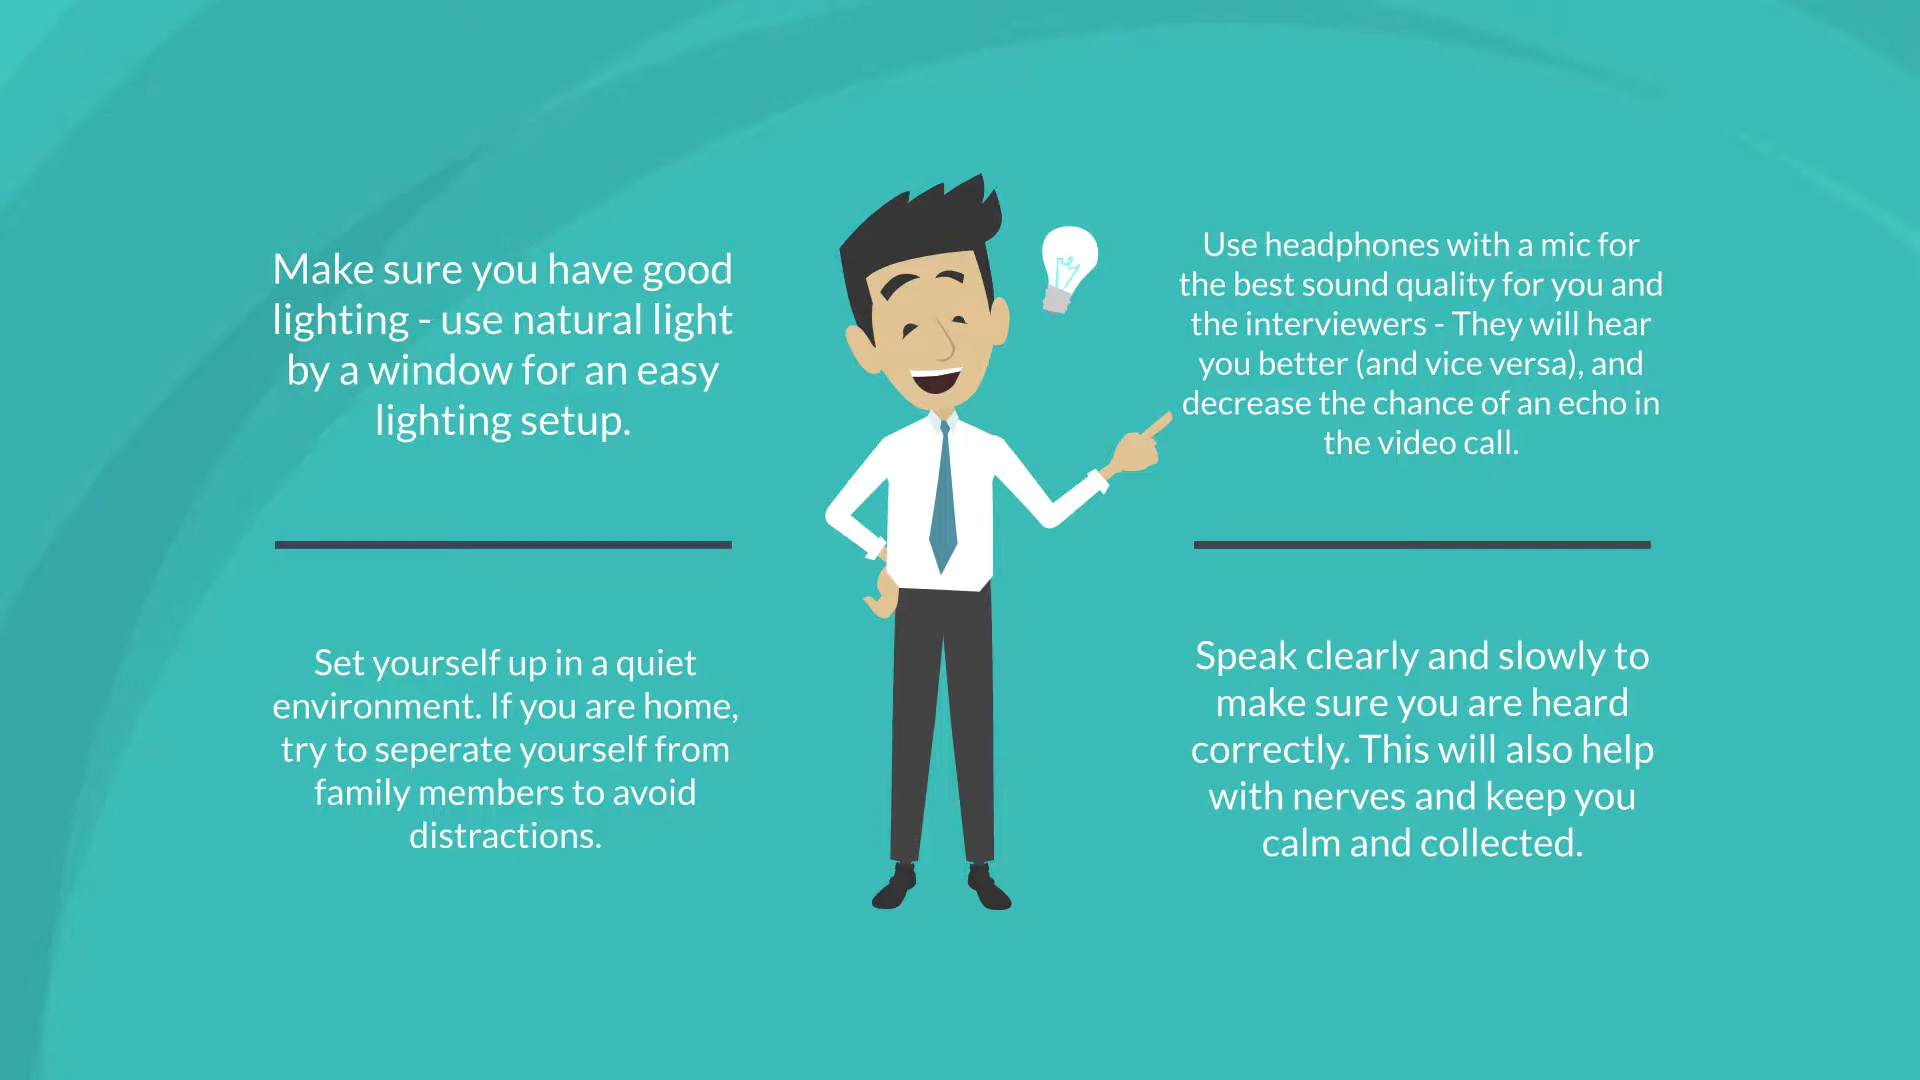 Make sure you have good
lighting - use natural light
by a window for an easy
lighting setup.
Use headphones with a mic for
the best sound quality for you and
the interviewers - They will hear
you better (and vice versa), and
decrease the chance of an echo in
the video call.
Set yourself up in a quiet
environment. If you are home,
try to seperate yourself from
family members to avoid
distractions.
Speak clearly and slowly to
make sure you are heard
correctly. This will also help
with nerves and keep you
calm and collected.